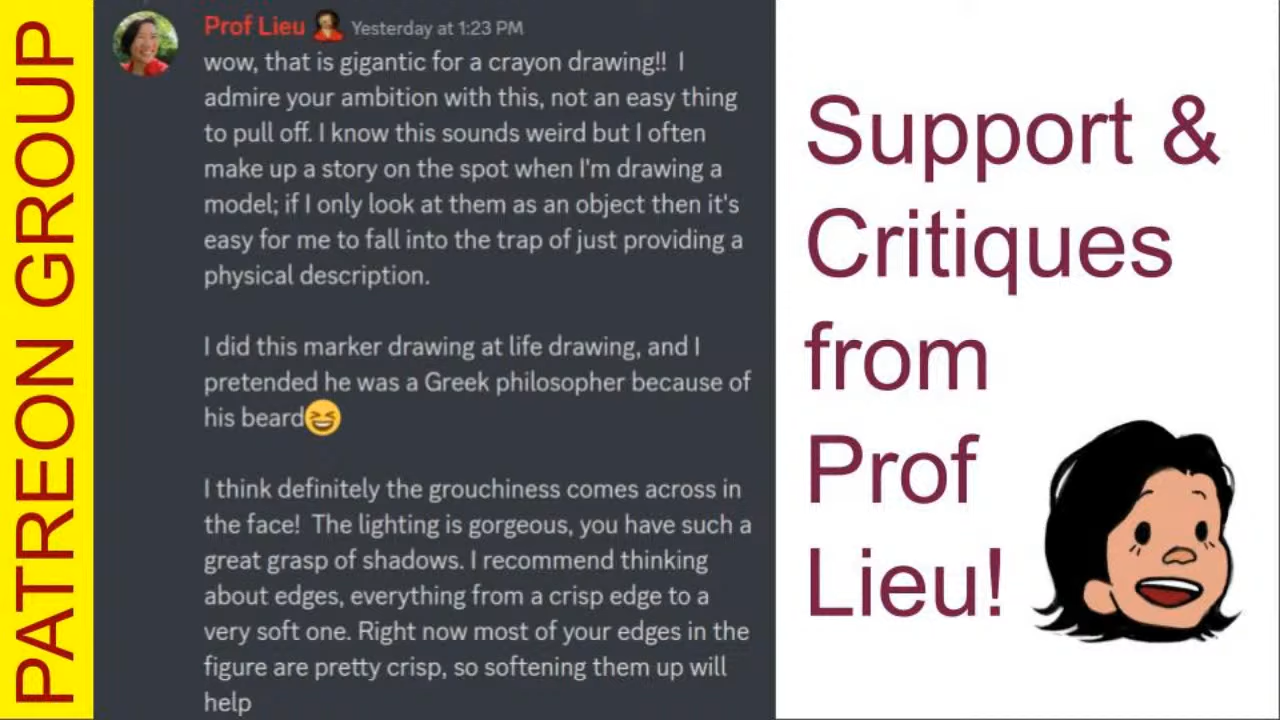 PATREON GROUP
Prof Lieu Yesterday at 1:23 PM
wow, that is gigantic for a crayon drawing!! I
admire your ambition with this, not an easy thing
to pull off. I know this sounds weird but I often
make up a story on the spot when I'm drawing a
model; if I only look at them as an object then it's
easy for me to fall into the trap of just providing a
physical description.
I did this marker drawing at life drawing, and I
pretended he was a Greek philosopher because of
his beard😆
I think definitely the grouchiness comes across in
the face! The lighting is gorgeous, you have such a
great grasp of shadows. I recommend thinking
about edges, everything from a crisp edge to a
very soft one. Right now most of your edges in the
figure are pretty crisp, so softening them up will
help
Support &
Critiques
from
Prof
Lieu!